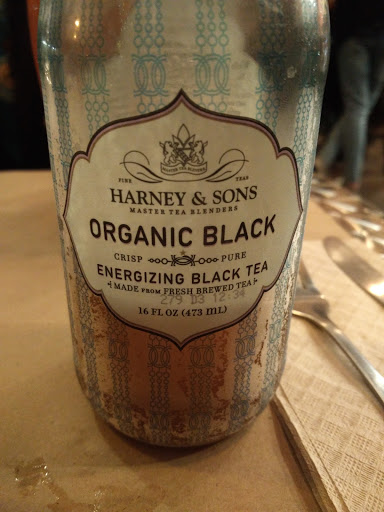 FINE TEAS
HARNEY & SONS
MASTER TEA BLENDERS
ORGANIC BLACK
CRISP PURE
ENERGIZING BLACK TEA
MADE FROM FRESH BREWED TEA
279 D3 12:34
16 FL OZ (473 mL)